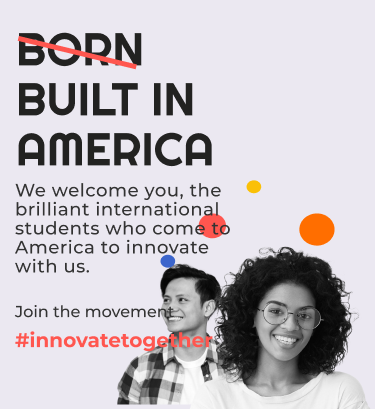 BORN
BUILT IN
AMERICA
We welcome you, the
brilliant international
students who come to
America to innovate
with us.
Join the movement
#innovatetogether